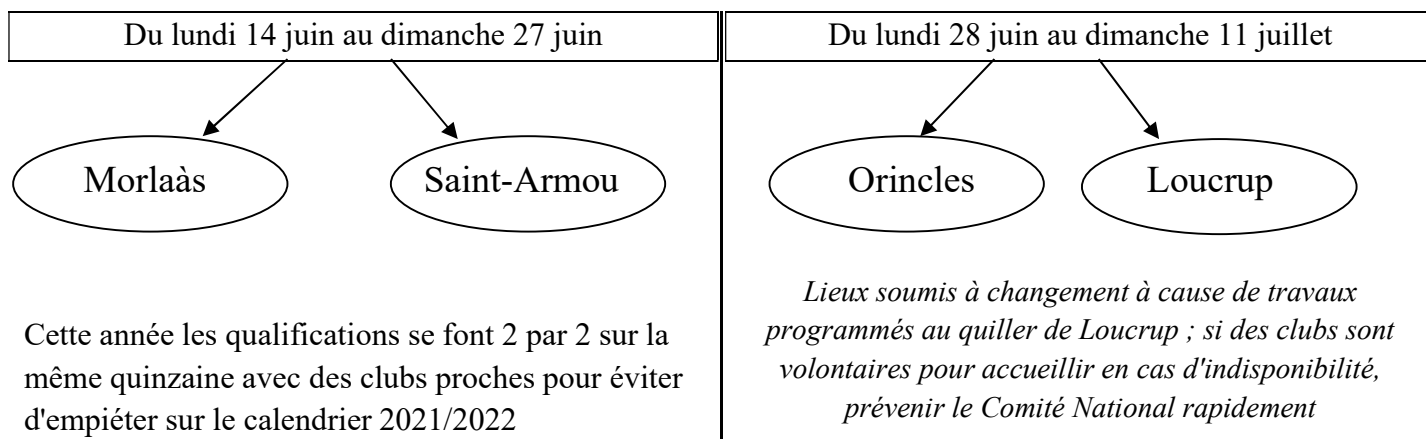 Du lundi 14 juin au dimanche 27 juin
Morlaàs
Saint-Armou
Cette année les qualifications se font 2 par 2 sur la
même quinzaine avec des clubs proches pour éviter
d'empiéter sur le calendrier 2021/2022
Du lundi 28 juin au dimanche 11 juillet
Orincles
Loucrup
Lieux soumis à changement à cause de travaux
programmés au quiller de Loucrup ; si des clubs sont
volontaires pour accueillir en cas d'indisponibilité,
prévenir le Comité National rapidement